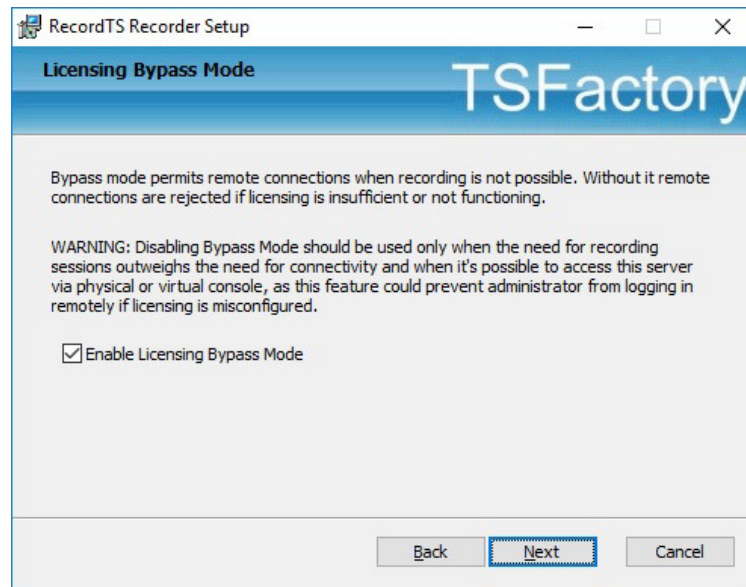 RecordTS Recorder Setup
Licensing Bypass Mode
TSFactory
Bypass mode permits remote connections when recording is not possible. Without it remote
connections are rejected if licensing is insufficient or not functioning.
WARNING: Disabling Bypass Mode should be used only when the need for recording
sessions outweighs the need for connectivity and when it's possible to access this server
via physical or virtual console, as this feature could prevent administrator from logging in
remotely if licensing is misconfigured.
Enable Licensing Bypass Mode
Back Next Cancel